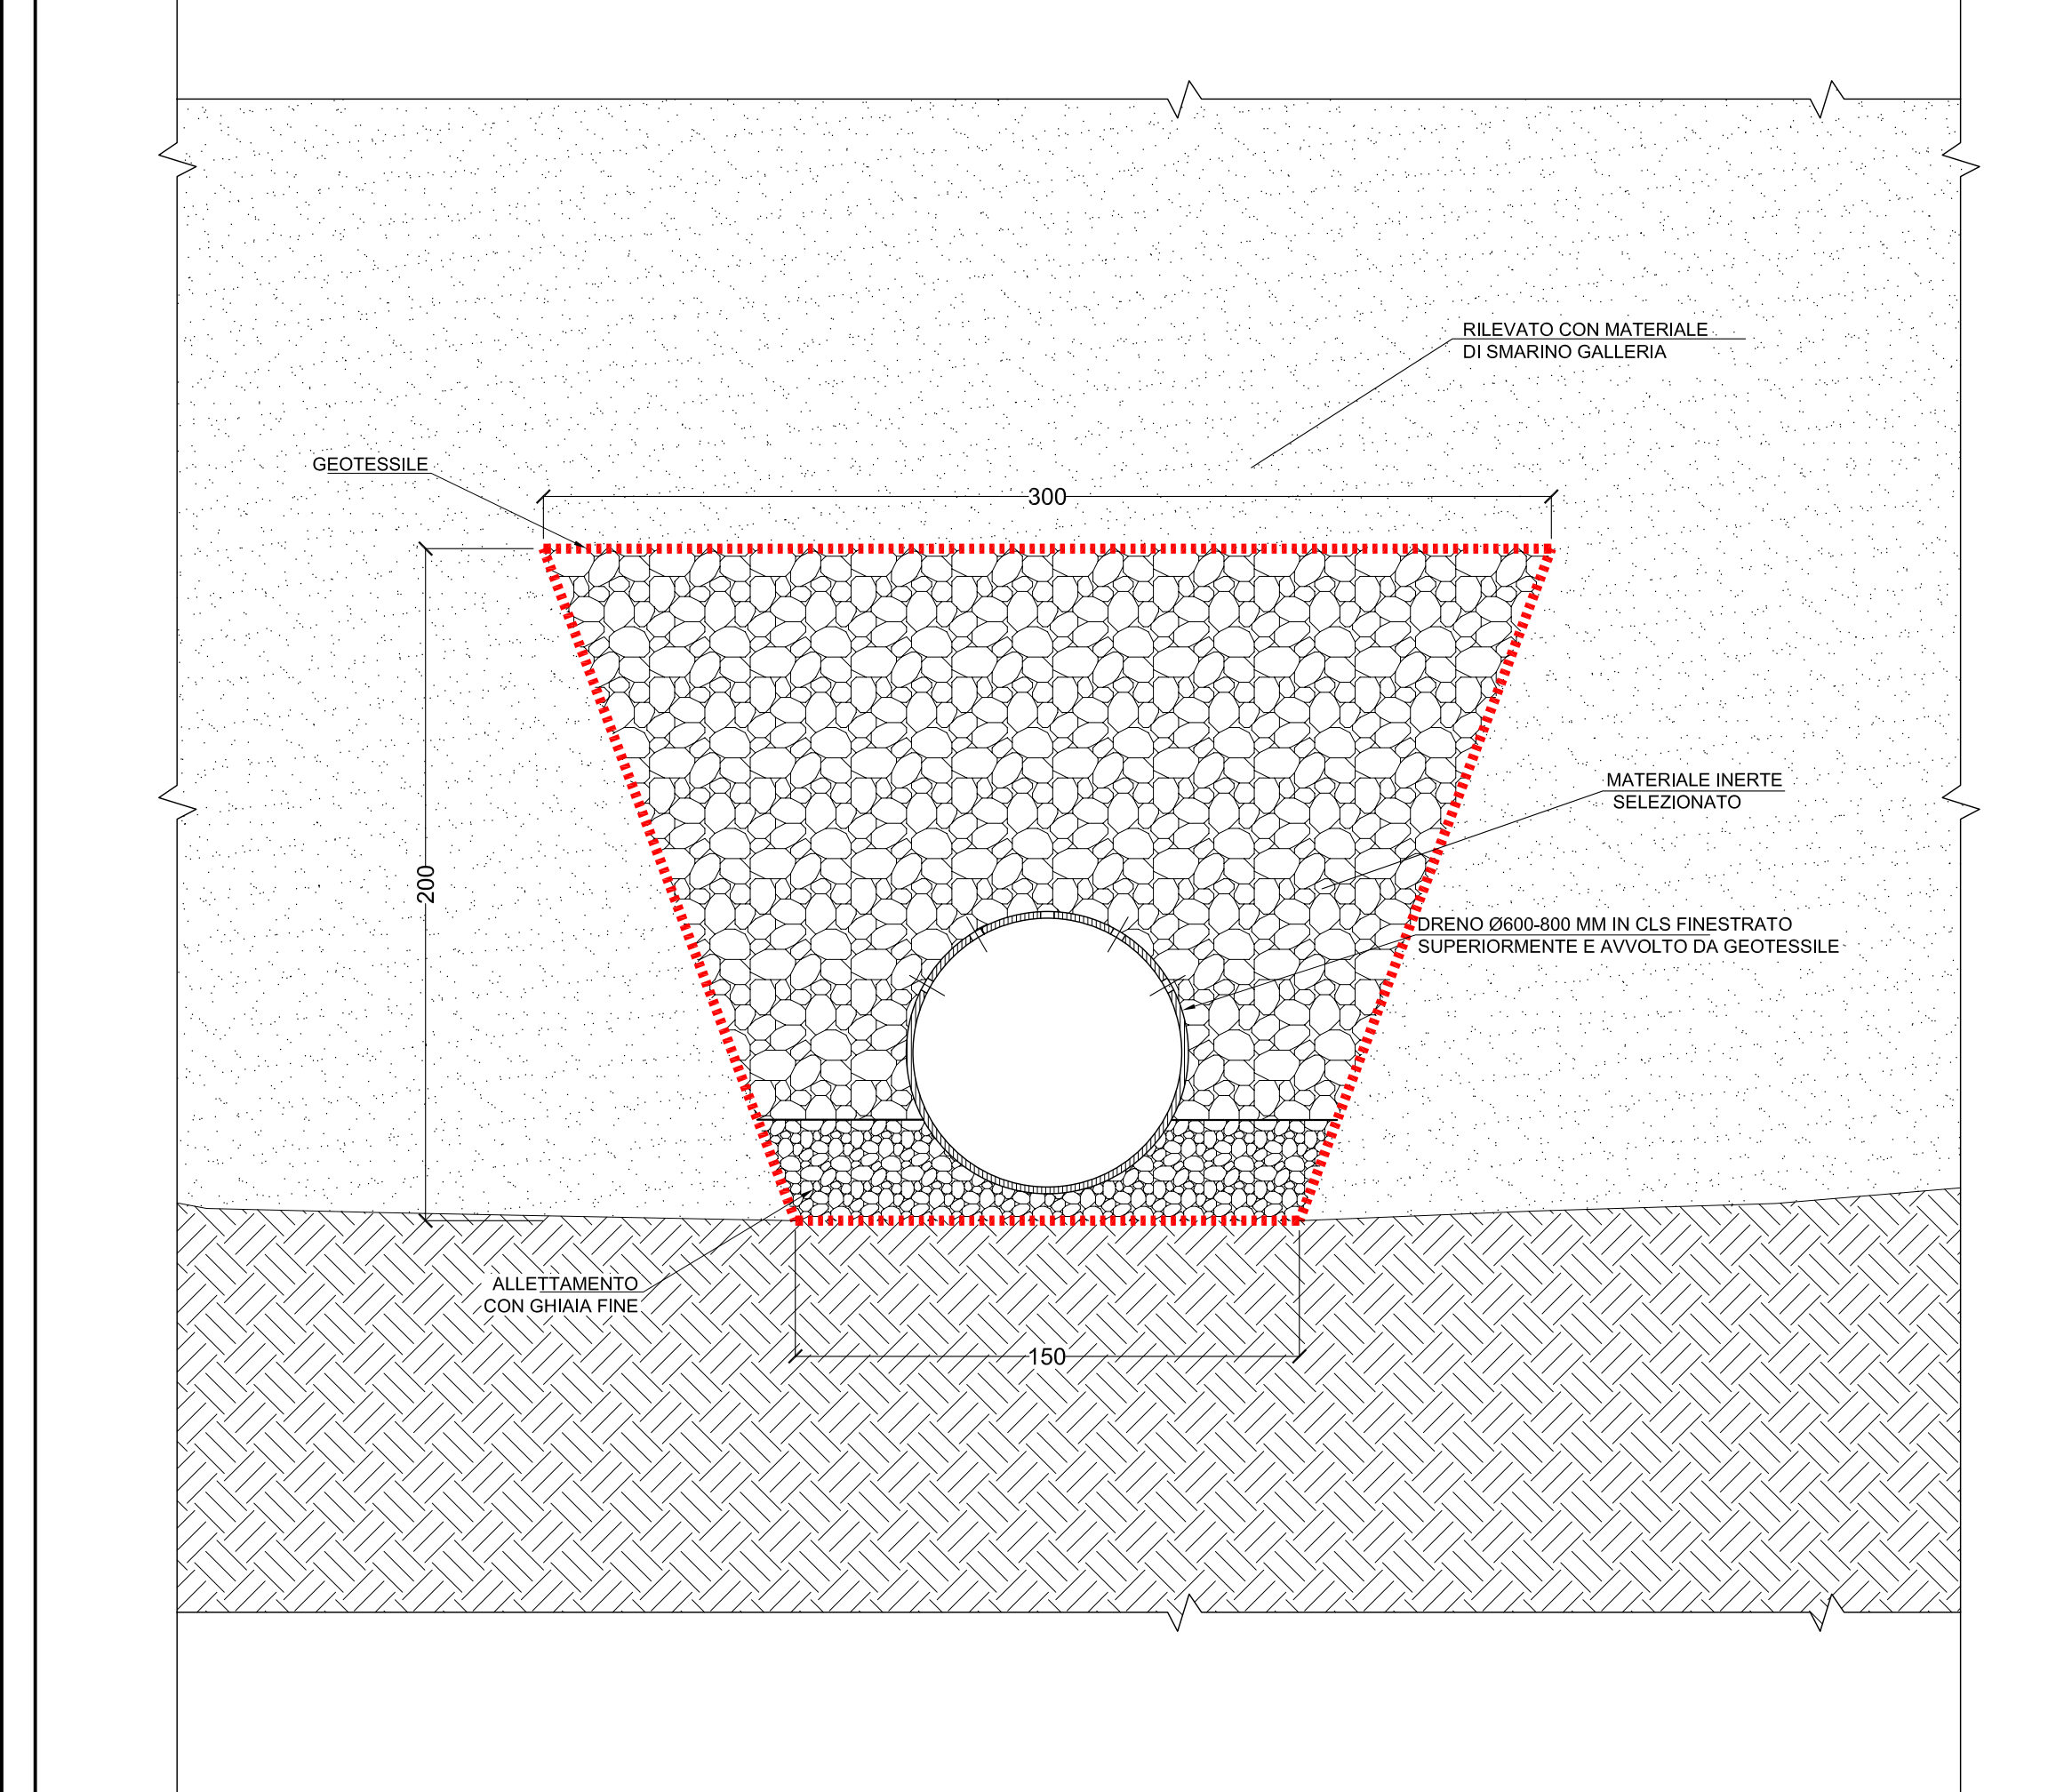 RILEVATO CON MATERIALE
DI SMARINO GALLERIA
GEOTESSILE
300
MATERIALE INERTE
SELEZIONATO
200
DRENO Ø600-800 MM IN CLS FINESTRATO
SUPERIORMENTE E AVVOLTO DA GEOTESSILE
ALLETTAMENTO
CON GHIAIA FINE
150